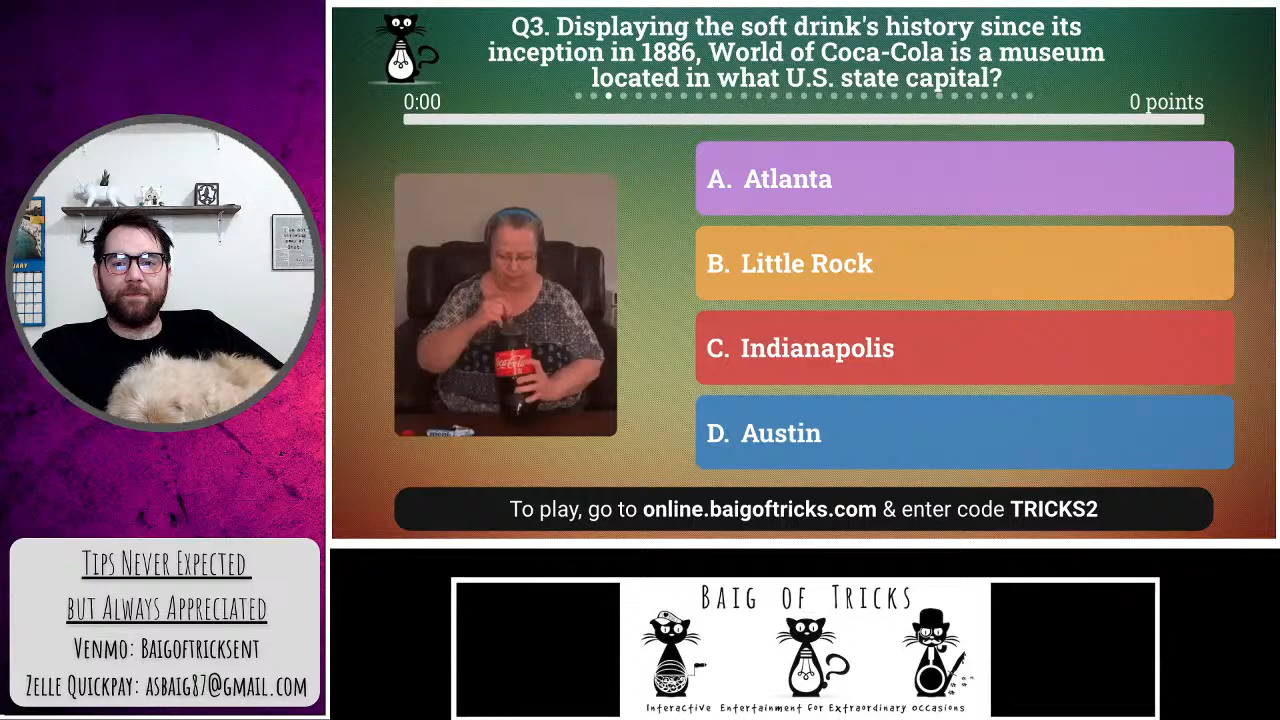 Q3. Displaying the soft drink's history since its
inception in 1886, World of Coca-Cola is a museum
located in what U.S. state capital?
0:00
0 points
A. Atlanta
B. Little Rock
C. Indianapolis
D. Austin
Coca-Cola
To play, go to online.baigoftricks.com & enter code TRICKS2
Tips Never Expected
but Always Appreciated
Venmo: Baigoftricksent
Zelle Quickpay: asbaig87@gmail.com
Baig of Tricks
Interactive Entertainment for Extraordinary Occasions